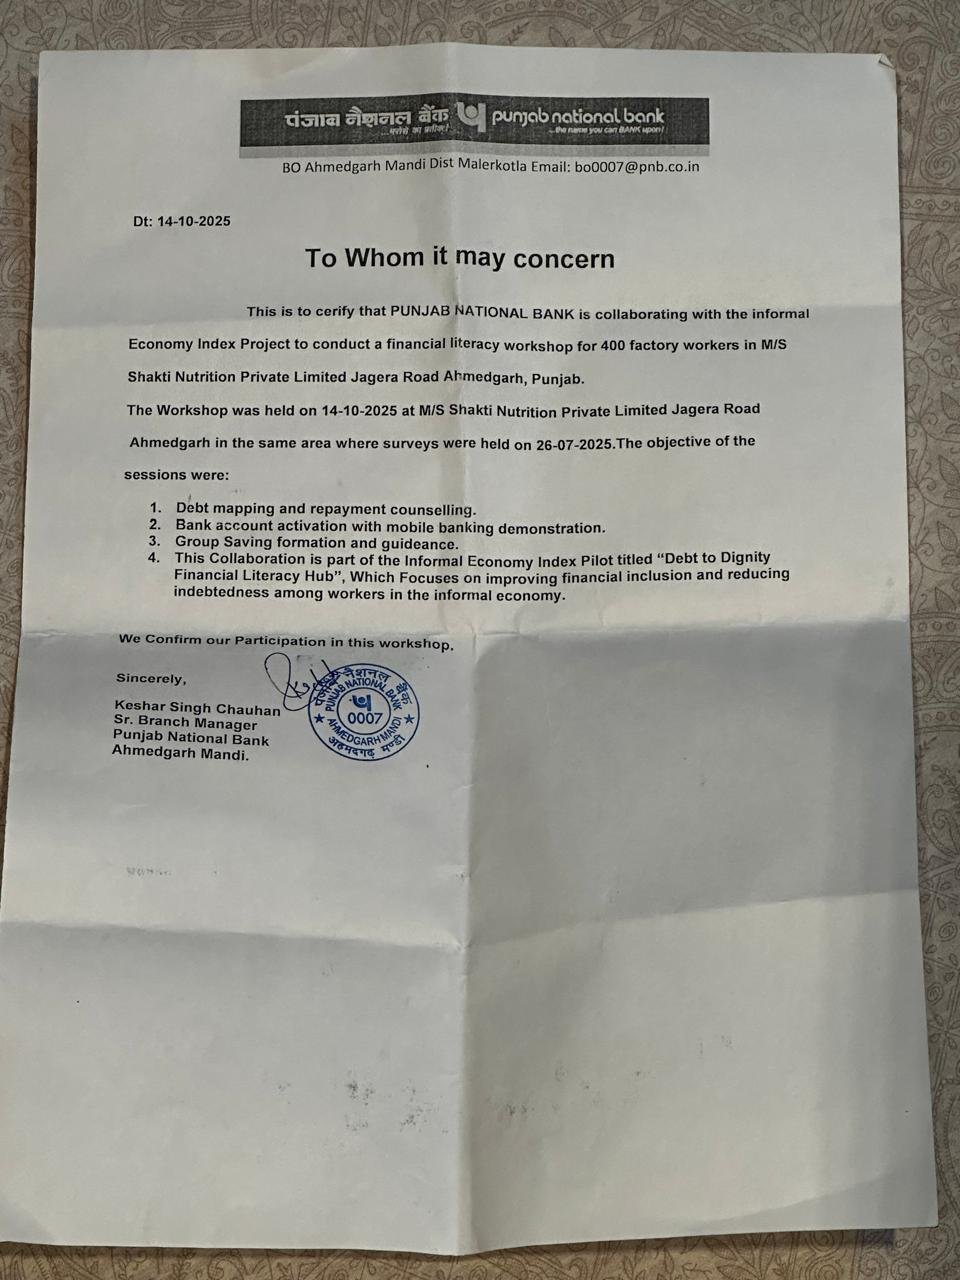 पंजाब नैशनल बैंक punjab national bank
...भरोसे का प्रतीक! ...the name you can BANK upon!
BO Ahmedgarh Mandi Dist Malerkotla Email: bo0007@pnb.co.in
Dt: 14-10-2025
To Whom it may concern
This is to cerify that PUNJAB NATIONAL BANK is collaborating with the informal
Economy Index Project to conduct a financial literacy workshop for 400 factory workers in M/S
Shakti Nutrition Private Limited Jagera Road Ahmedgarh, Punjab.
The Workshop was held on 14-10-2025 at M/S Shakti Nutrition Private Limited Jagera Road
Ahmedgarh in the same area where surveys were held on 26-07-2025.The objective of the
sessions were:
1. Debt mapping and repayment counselling.
2. Bank account activation with mobile banking demonstration.
3. Group Saving formation and guideance.
4. This Collaboration is part of the Informal Economy Index Pilot titled “Debt to Dignity
Financial Literacy Hub”, Which Focuses on improving financial inclusion and reducing
indebtedness among workers in the informal economy.
We Confirm our Participation in this workshop.
Sincerely,
Keshar Singh Chauhan
Sr. Branch Manager
Punjab National Bank
Ahmedgarh Mandi.
पंजाब नैशनल बैंक
PUNJAB NATIONAL BANK
0007
AHMEDGARH MANDI
अहमदगढ़ मण्डी